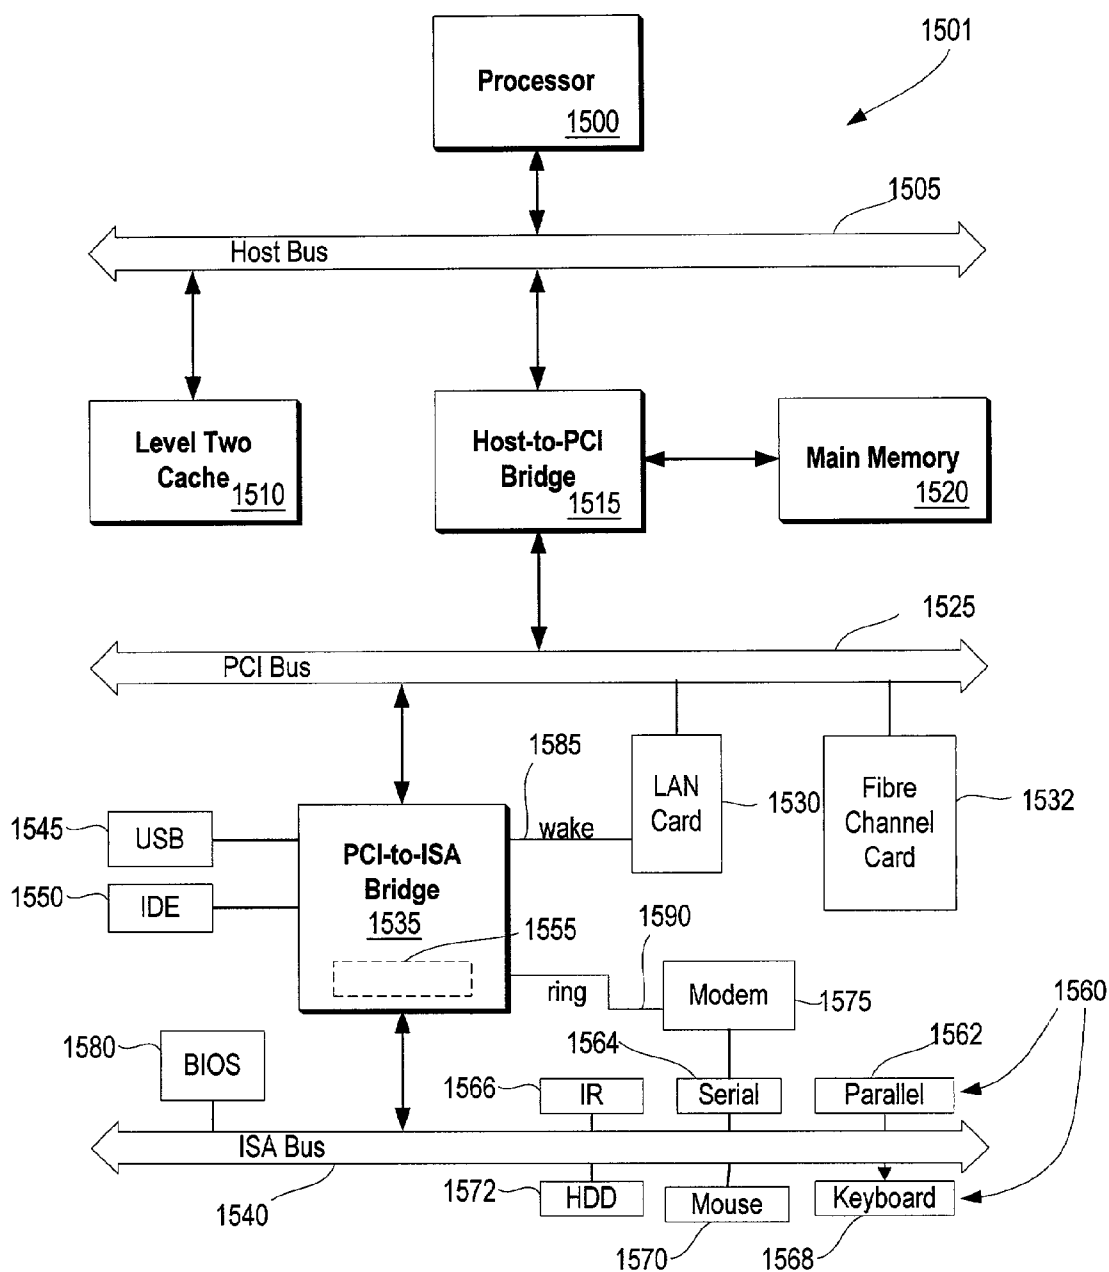 1501
Processor
1500
1505
Host Bus
Level Two
Cache
1510
Host-to-PCI
Bridge
1515
Main Memory
1520
1525
PCI Bus
1585
wake
LAN
Card
1530
Fibre
Channel
Card
1532
1545
USB
1550
IDE
PCI-to-ISA
Bridge
1535
1555
1590
ring
Modem
1575
1560
1580
BIOS
1564
1562
1566
IR
Serial
Parallel
ISA Bus
1540
1572
HDD
Mouse
Keyboard
1570
1568